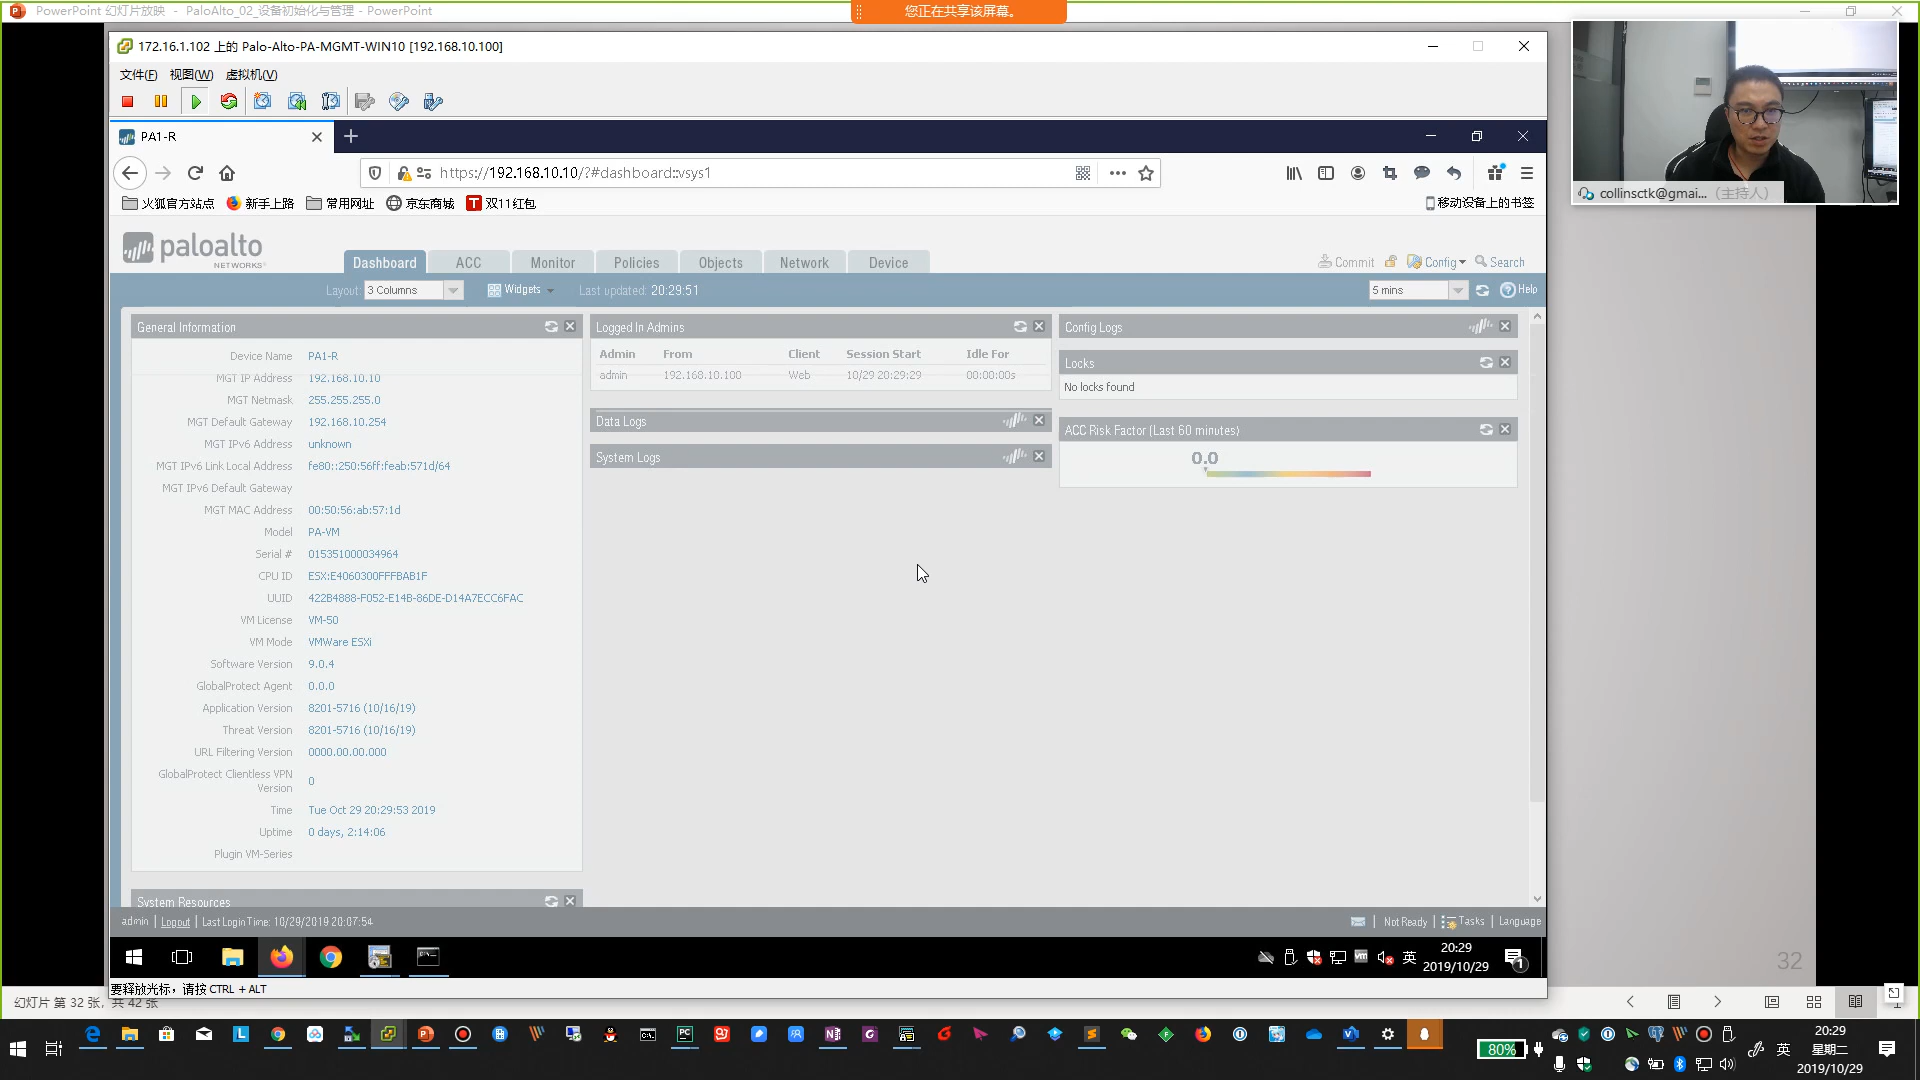 PowerPoint 幻灯片放映 - PaloAlto_02_设备初始化与管理 - PowerPoint
您正在共享该屏幕。
172.16.1.102 上的 Palo-Alto-PA-MGMT-WIN10 [192.168.10.100]
文件(F) 视图(W) 虚拟机(V)
PA1-R
https://192.168.10.10/?#dashboard::vsys1
火狐官方站点 新手上路 常用网址 京东商城 双11红包 移动设备上的书签
collinsctk@gmai... (主持人)
paloalto
NETWORKS
Dashboard ACC Monitor Policies Objects Network Device
Commit Config Search
Layout: 3 Columns Widgets Last updated: 20:29:51 5 mins Help
General Information
Device Name PA1-R
MGT IP Address 192.168.10.10
MGT Netmask 255.255.255.0
MGT Default Gateway 192.168.10.254
MGT IPv6 Address unknown
MGT IPv6 Link Local Address fe80::250:56ff:feab:571d/64
MGT IPv6 Default Gateway
MGT MAC Address 00:50:56:ab:57:1d
Model PA-VM
Serial # 015351000034964
CPU ID ESX:E4060300FFFBAB1F
UUID 422B4888-F052-E14B-86DE-D14A7ECC6FAC
VM License VM-50
VM Mode VMWare ESXi
Software Version 9.0.4
GlobalProtect Agent 0.0.0
Application Version 8201-5716 (10/16/19)
Threat Version 8201-5716 (10/16/19)
URL Filtering Version 0000.00.00.000
GlobalProtect Clientless VPN
Version 0
Time Tue Oct 29 20:29:53 2019
Uptime 0 days, 2:14:06
Plugin VM-Series
System Resources
Logged In Admins
Admin From Client Session Start Idle For
admin 192.168.10.100 Web 10/29 20:29:29 00:00:00s
Data Logs
System Logs
Config Logs
Locks
No locks found
ACC Risk Factor (Last 60 minutes)
0.0
admin | Logout | Last Login Time: 10/29/2019 20:07:54
Not Ready | Tasks | Language
英
20:29
2019/10/29
1
要释放光标，请按 CTRL + ALT
32
幻灯片 第 32 张，共 42 张
80%
英
20:29
星期二
2019/10/29